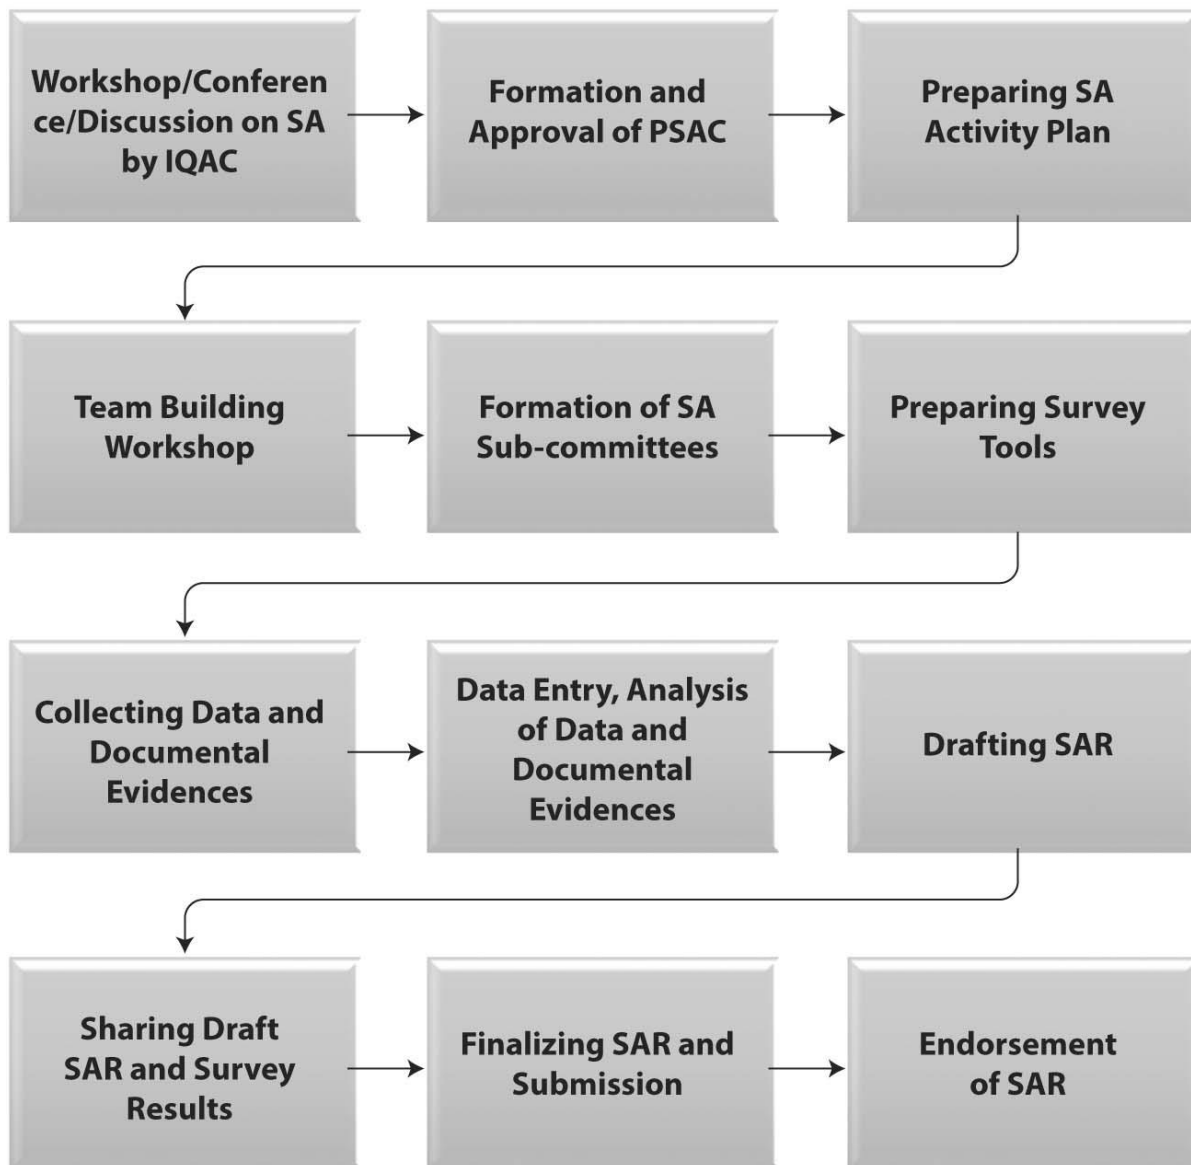 Workshop/Conferen
ce/Discussion on SA
by IQAC
Formation and
Approval of PSAC
Preparing SA
Activity Plan
Team Building
Workshop
Formation of SA
Sub-committees
Preparing Survey
Tools
Collecting Data and
Documental
Evidences
Data Entry, Analysis
of Data and
Documental
Evidences
Drafting SAR
Sharing Draft
SAR and Survey
Results
Finalizing SAR and
Submission
Endorsement
of SAR